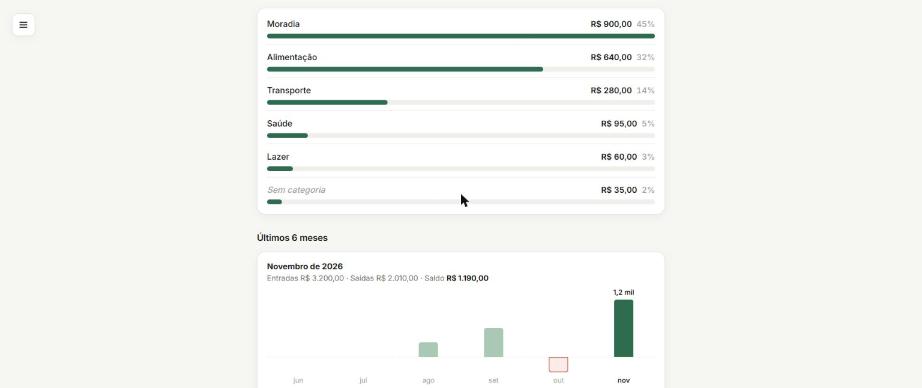 Moradia R$ 900,00 45%
Alimentação R$ 640,00 32%
Transporte R$ 280,00 14%
Saúde R$ 95,00 5%
Lazer R$ 60,00 3%
Sem categoria R$ 35,00 2%
Últimos 6 meses
Novembro de 2026
Entradas R$ 3.200,00 · Saídas R$ 2.010,00 · Saldo R$ 1.190,00
1,2 mil
jun jul ago set out nov